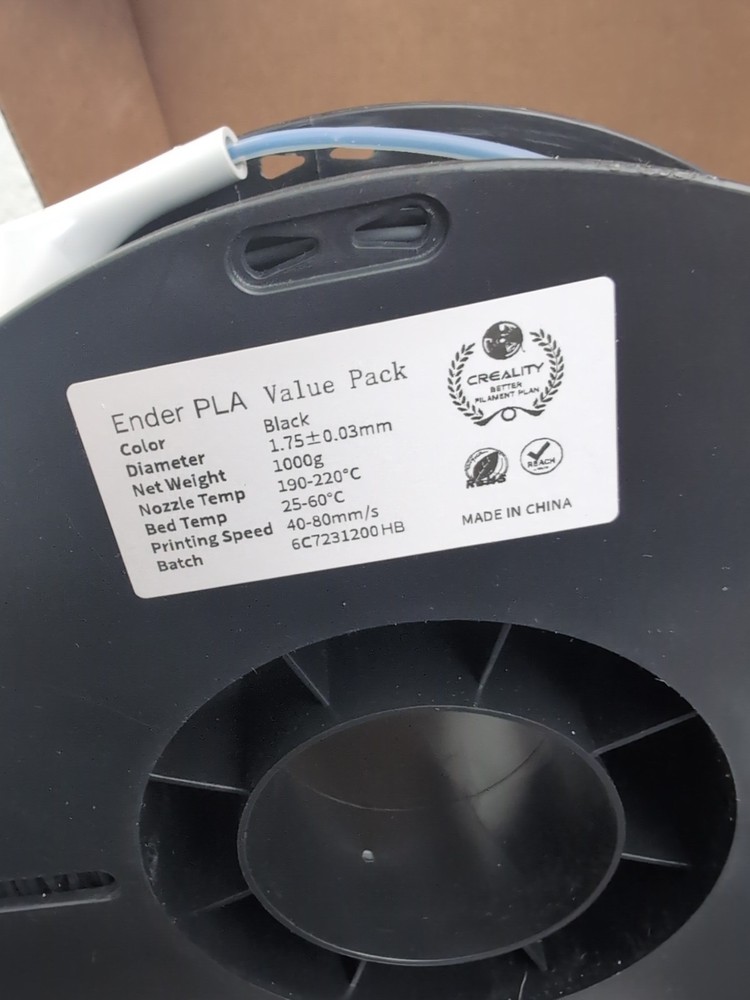 Ender PLA Value Pack
Color Black
Diameter 1.75±0.03mm
Net Weight 1000g
Nozzle Temp 190-220°C
Bed Temp 25-60°C
Printing Speed 40-80mm/s
Batch 6C7231200HB
CREALITY
BETTER
FILAMENT PLAN
RoHS
REACH
MADE IN CHINA